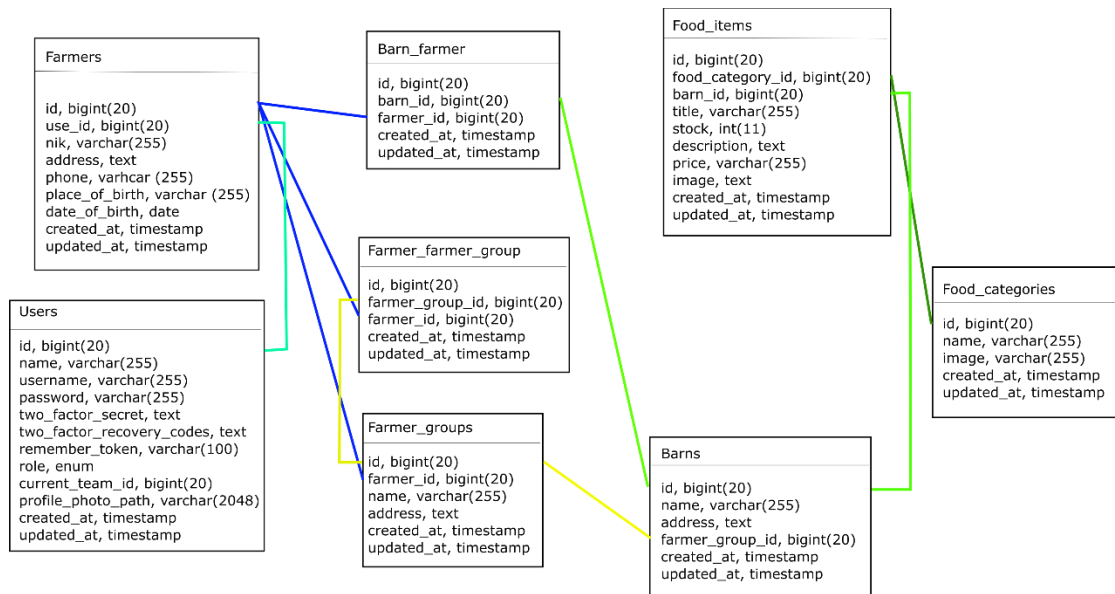 Farmers
id, bigint(20)
use_id, bigint(20)
nik, varchar(255)
address, text
phone, varhcar (255)
place_of_birth, varchar (255)
date_of_birth, date
created_at, timestamp
updated_at, timestamp
Users
id, bigint(20)
name, varchar(255)
username, varchar(255)
password, varchar(255)
two_factor_secret, text
two_factor_recovery_codes, text
remember_token, varchar(100)
role, enum
current_team_id, bigint(20)
profile_photo_path, varchar(2048)
created_at, timestamp
updated_at, timestamp
Barn_farmer
id, bigint(20)
barn_id, bigint(20)
farmer_id, bigint(20)
created_at, timestamp
updated_at, timestamp
Farmer_farmer_group
id, bigint(20)
farmer_group_id, bigint(20)
farmer_id, bigint(20)
created_at, timestamp
updated_at, timestamp
Farmer_groups
id, bigint(20)
farmer_id, bigint(20)
name, varchar(255)
address, text
created_at, timestamp
updated_at, timestamp
Food_items
id, bigint(20)
food_category_id, bigint(20)
barn_id, bigint(20)
title, varchar(255)
stock, int(11)
description, text
price, varchar(255)
image, text
created_at, timestamp
updated_at, timestamp
Barns
id, bigint(20)
name, varchar(255)
address, text
farmer_group_id, bigint(20)
created_at, timestamp
updated_at, timestamp
Food_categories
id, bigint(20)
name, varchar(255)
image, varchar(255)
created_at, timestamp
updated_at, timestamp